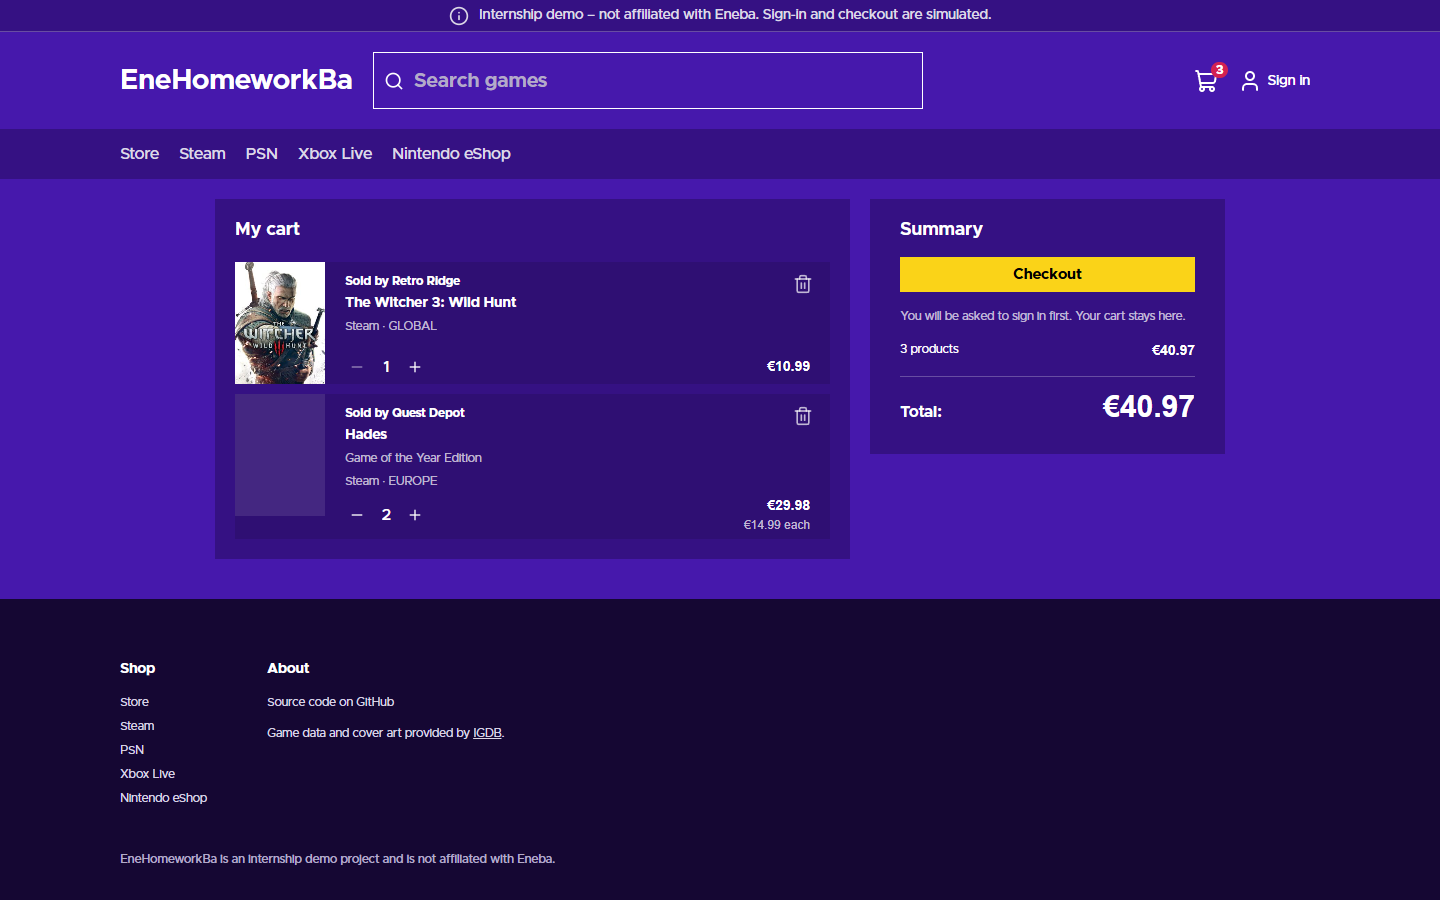 Internship demo – not affiliated with Eneba. Sign-in and checkout are simulated.
EneHomeworkBa
Search games
3
Sign in
Store
Steam
PSN
Xbox Live
Nintendo eShop
My cart
Sold by Retro Ridge
The Witcher 3: Wild Hunt
Steam · GLOBAL
THE
WITCHER
WILD HUNT
1
€10.99
Sold by Quest Depot
Hades
Game of the Year Edition
Steam · EUROPE
2
€29.98
€14.99 each
Summary
Checkout
You will be asked to sign in first. Your cart stays here.
3 products
€40.97
Total:
€40.97
Shop
Store
Steam
PSN
Xbox Live
Nintendo eShop
About
Source code on GitHub
Game data and cover art provided by IGDB.
EneHomeworkBa is an internship demo project and is not affiliated with Eneba.